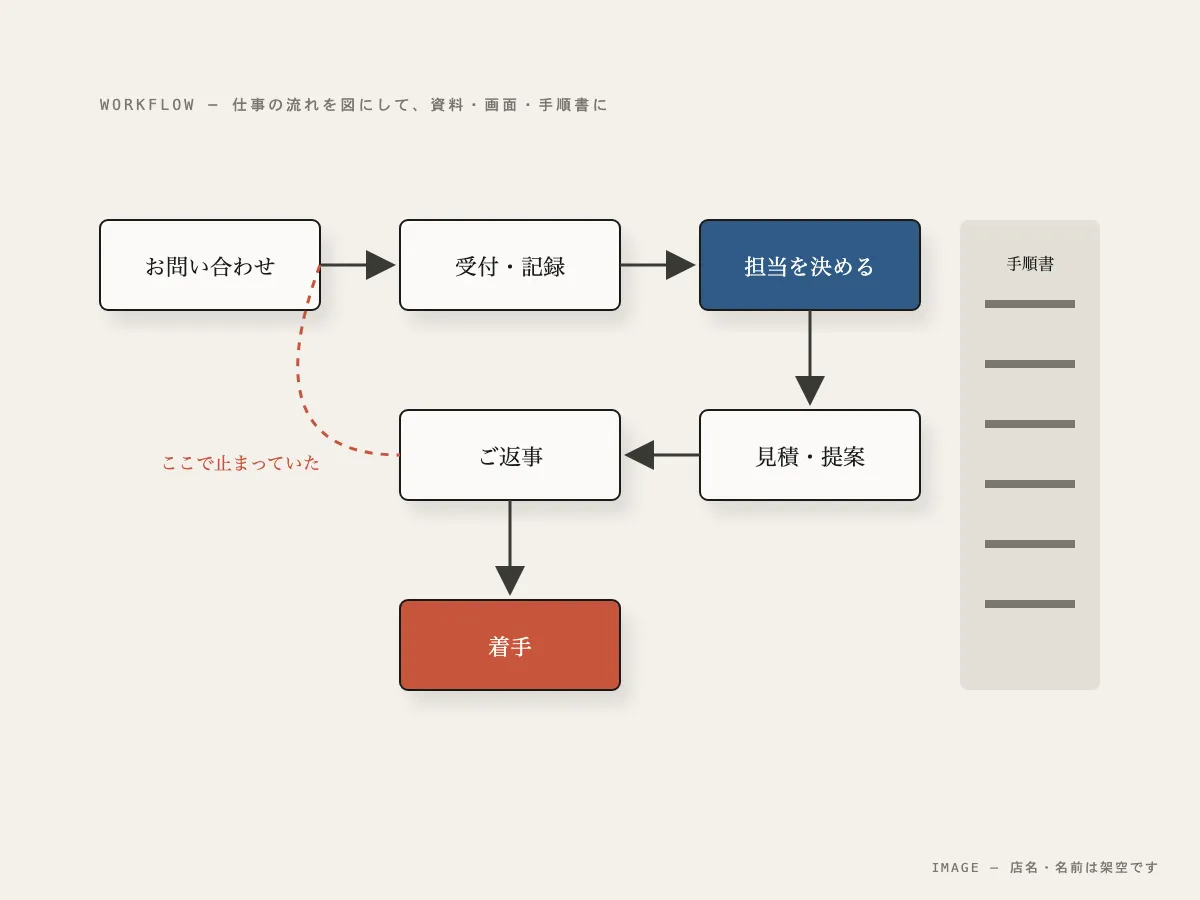 WORKFLOW — 仕事の流れを図にして、資料・画面・手順書に
お問い合わせ
受付・記録
担当を決める
手順書
ここで止まっていた
ご返事
見積・提案
着手
IMAGE — 店名・名前は架空です